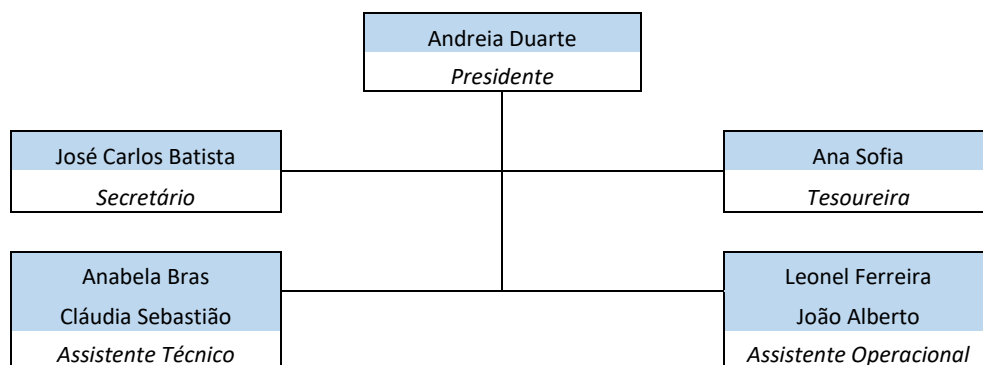 Andreia Duarte
Presidente
José Carlos Batista
Secretário
Ana Sofia
Tesoureira
Anabela Bras
Cláudia Sebastião
Assistente Técnico
Leonel Ferreira
João Alberto
Assistente Operacional